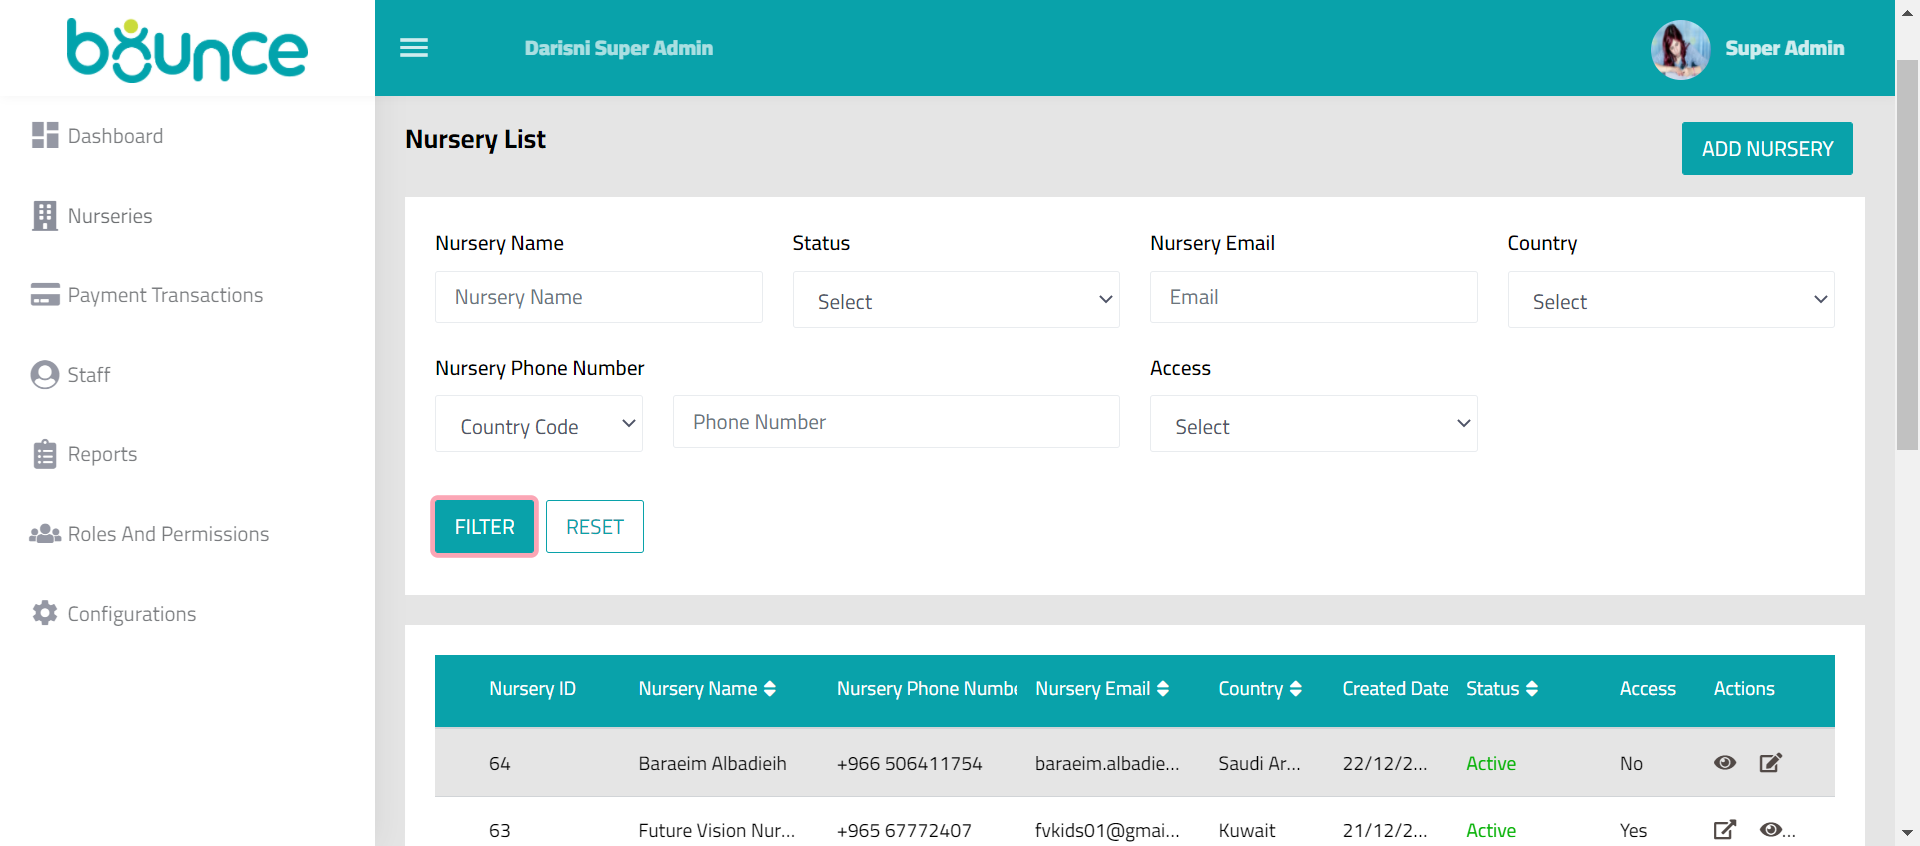 bounce
Darisni Super Admin
Super Admin
Dashboard
Nurseries
Payment Transactions
Staff
Reports
Roles And Permissions
Configurations
Nursery List
ADD NURSERY
Nursery Name
Status
Nursery Email
Country
Nursery Name
Select
Email
Select
Nursery Phone Number
Access
Country Code
Phone Number
Select
FILTER
RESET
Nursery ID Nursery Name Nursery Phone Numbe Nursery Email Country Created Date Status Access Actions
64 Baraeim Albadieih +966 506411754 baraeim.albadie... Saudi Ar... 22/12/2... Active No
63 Future Vision Nur... +965 67772407 fvkids01@gmai... Kuwait 21/12/2... Active Yes ...